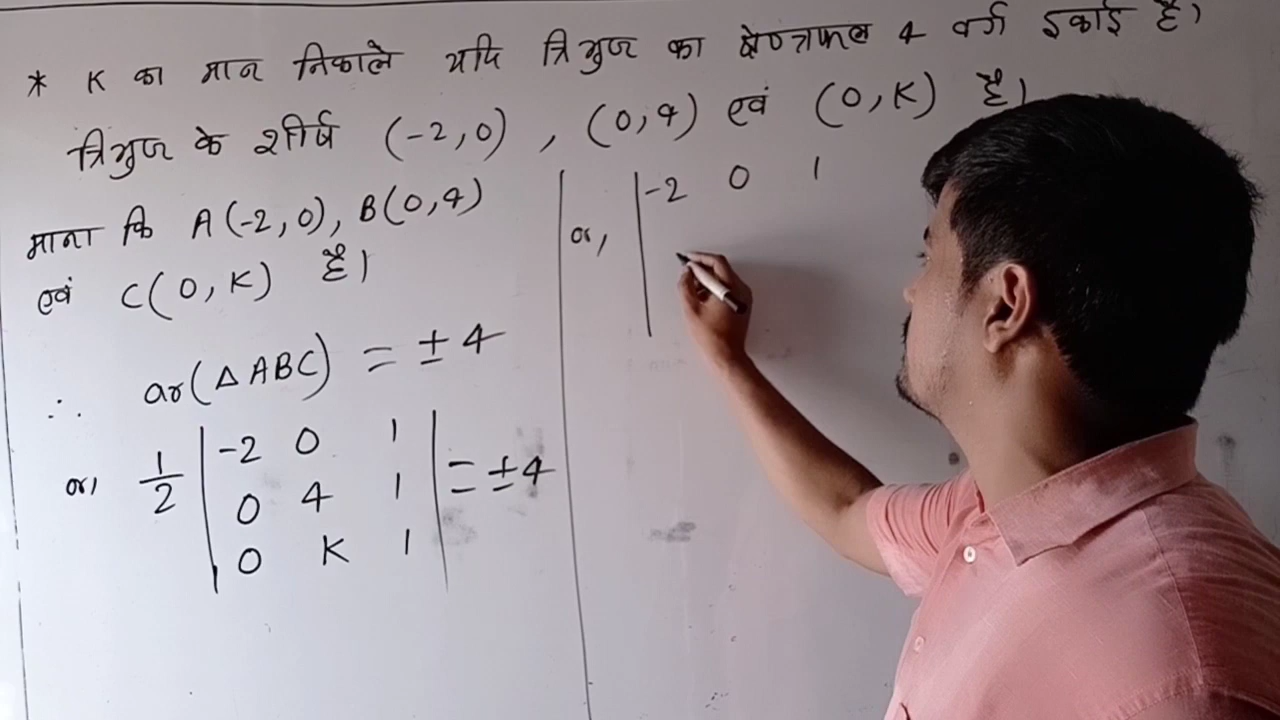 * K का मान निकाले यदि त्रिभुज का क्षेत्रफल 4 वर्ग इकाई है।
त्रिभुज के शीर्ष (-2,0) , (0,4) एवं (0,K) है।
माना कि A(-2,0), B(0,4)
एवं C(0,K) है।
∴ ar(△ABC) = ±4
or, 1/2 | -2 0 1 | = ±4
0 4 1
0 K 1
or, | -2 0 1